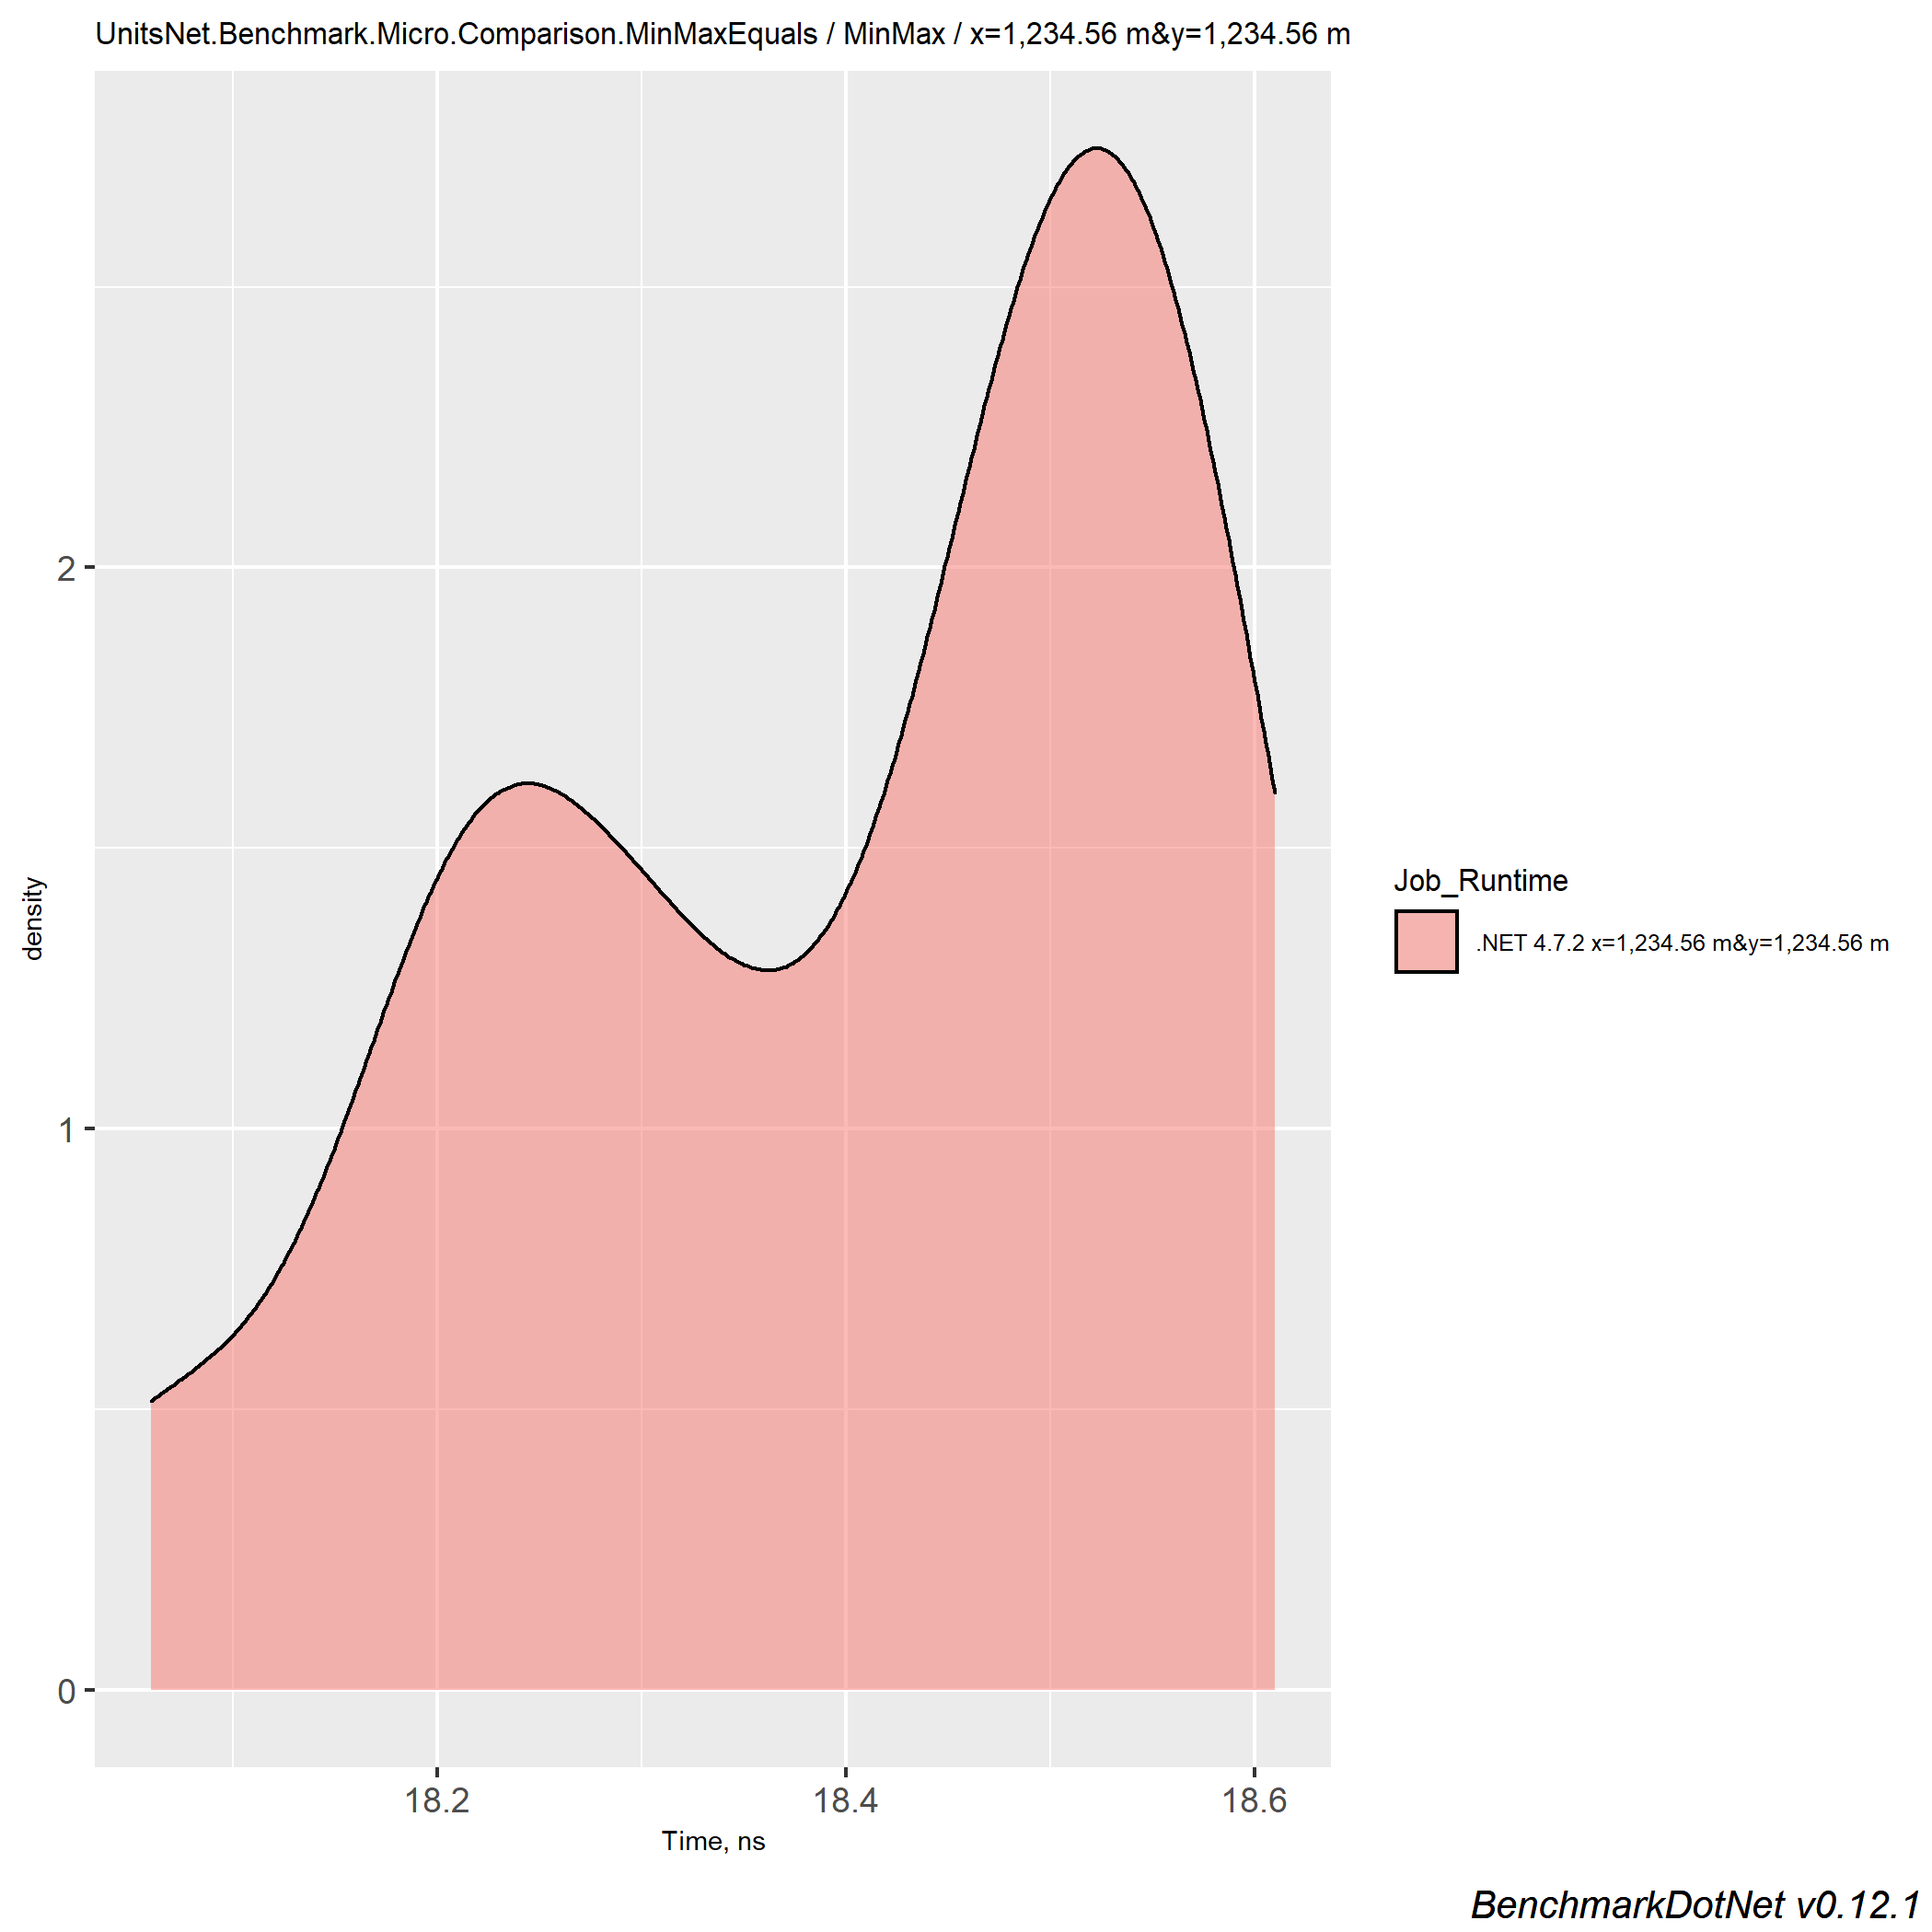 UnitsNet.Benchmark.Micro.Comparison.MinMaxEquals / MinMax / x=1,234.56 m&y=1,234.56 m
density
2
1
0
18.2 18.4 18.6
Time, ns
Job_Runtime
.NET 4.7.2 x=1,234.56 m&y=1,234.56 m
BenchmarkDotNet v0.12.1